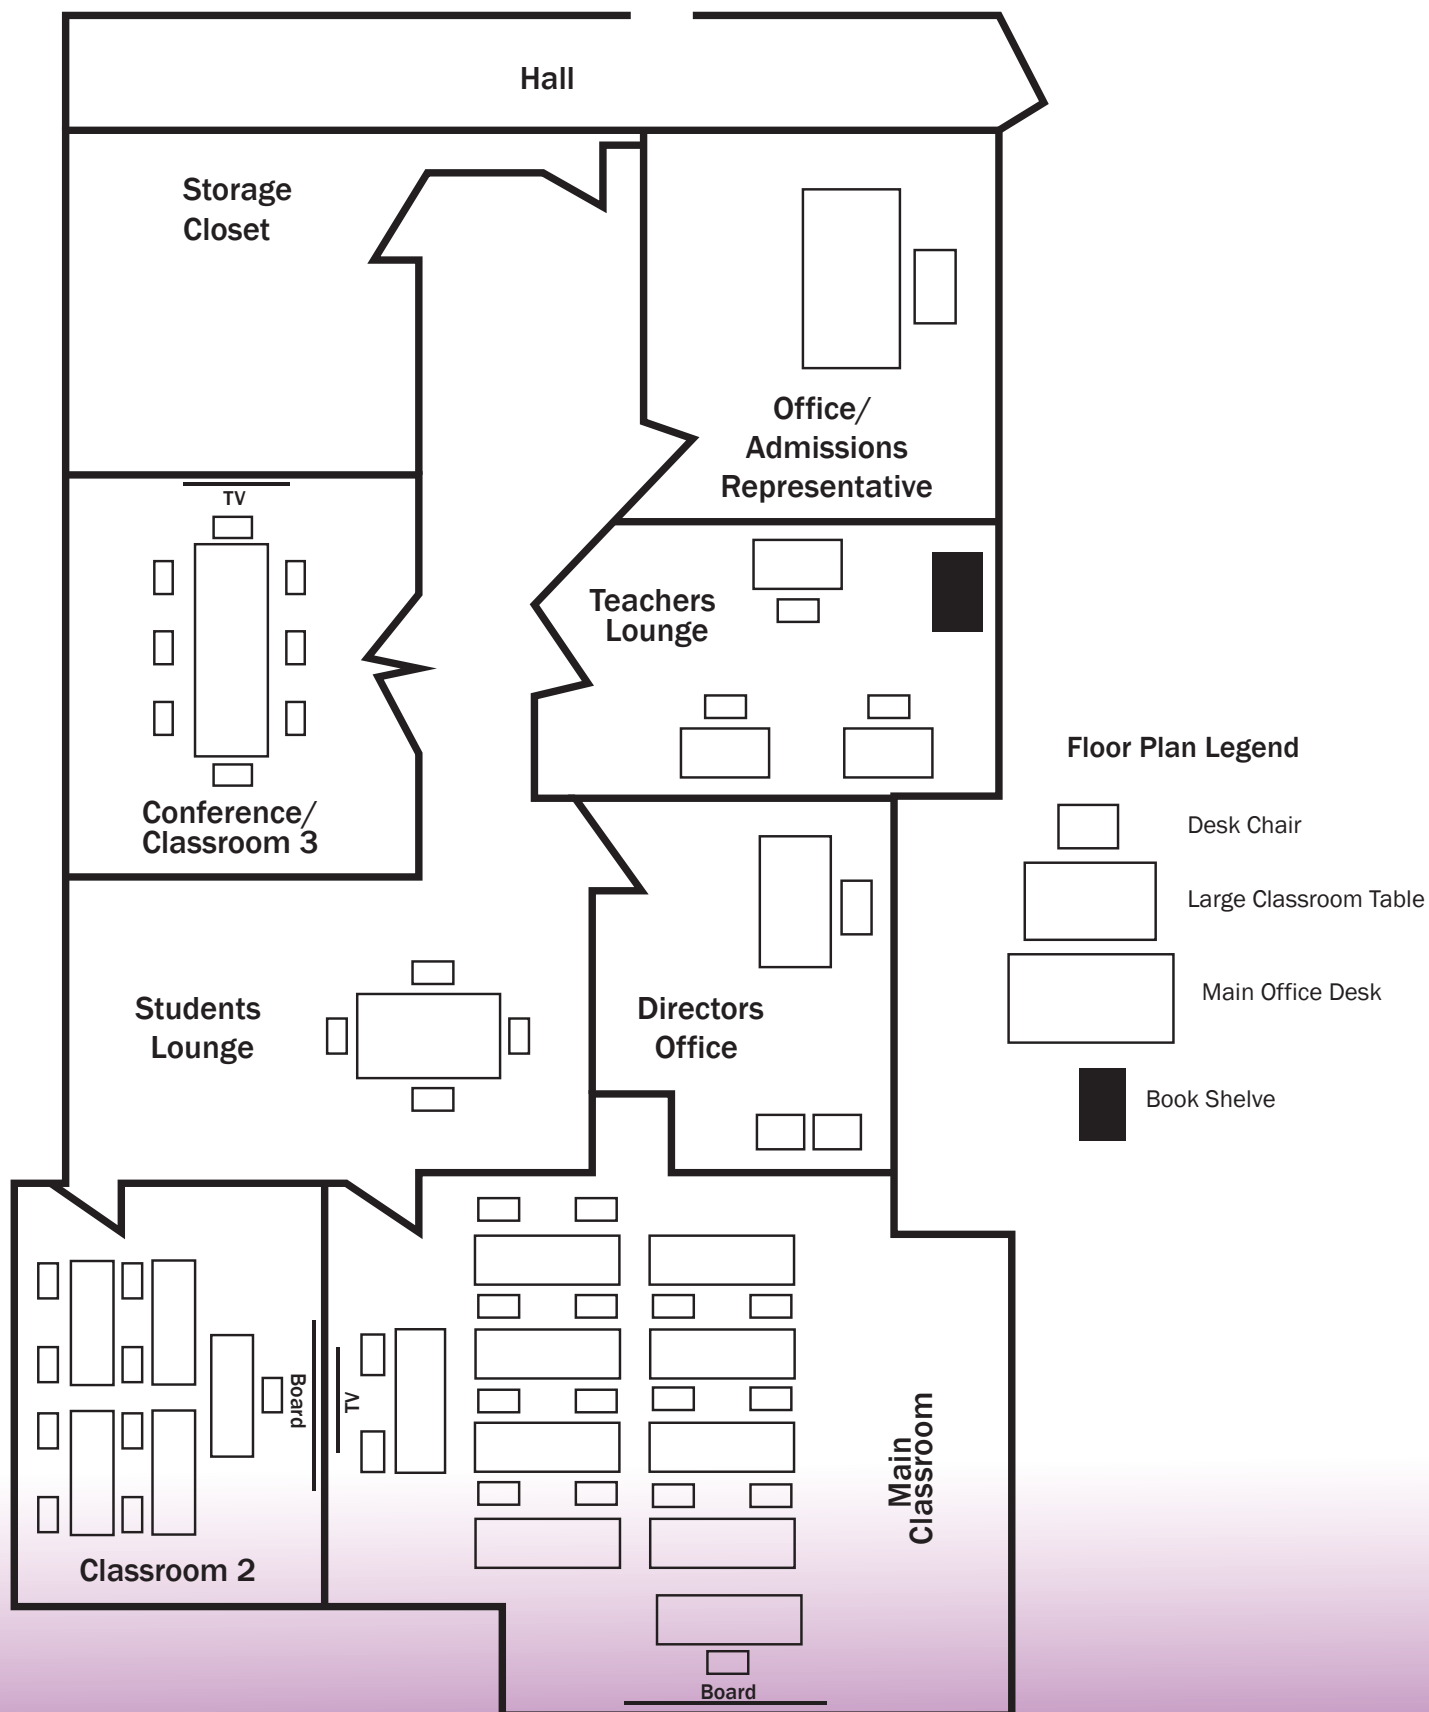 Hall
Storage
Closet
Office/
Admissions
Representative
TV
Teachers
Lounge
Conference/
Classroom 3
Floor Plan Legend
Desk Chair
Large Classroom Table
Main Office Desk
Book Shelve
Students
Lounge
Directors
Office
Board
TV
Main
Classroom
Classroom 2
Board